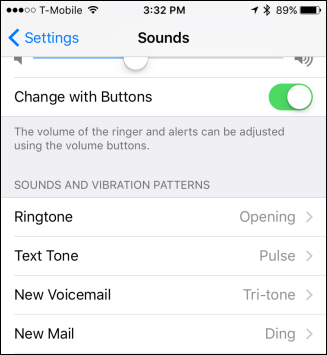 T-Mobile 3:32 PM 89%
Settings Sounds
Change with Buttons
The volume of the ringer and alerts can be adjusted
using the volume buttons.
SOUNDS AND VIBRATION PATTERNS
Ringtone Opening
Text Tone Pulse
New Voicemail Tri-tone
New Mail Ding